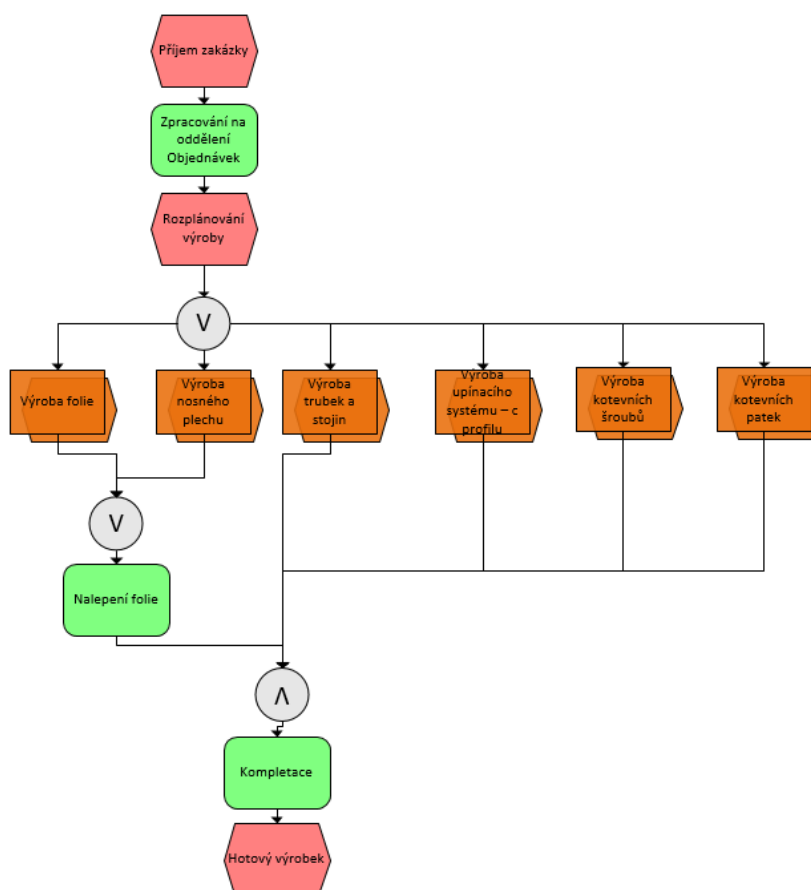 Příjem zakázky
Zpracování na
oddělení
Objednávek
Rozplánování
výroby
V
Výroba folie
Výroba
nosného
plechu
Výroba
trubek a
stojin
Výroba
upínacího
systému – c
profilu
Výroba
kotevních
šroubů
Výroba
kotevních
patek
V
Nalepení folie
Λ
Kompletace
Hotový výrobek